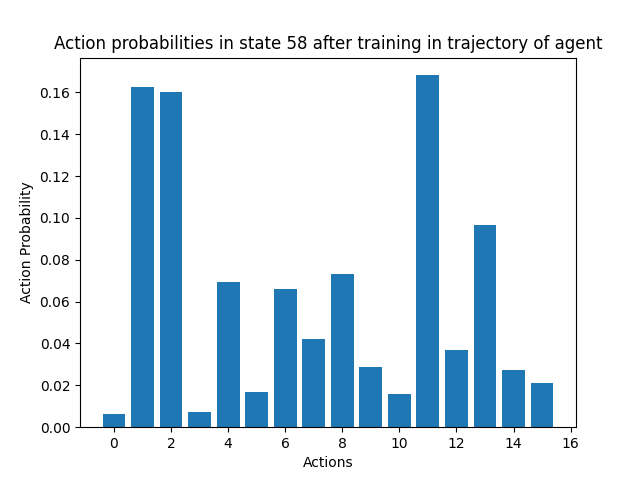 Action probabilities in state 58 after training in trajectory of agent
0.16
0.14
0.12
0.10
0.08
0.06
0.04
0.02
0.00
Action Probability
0 2 4 6 8 10 12 14 16
Actions